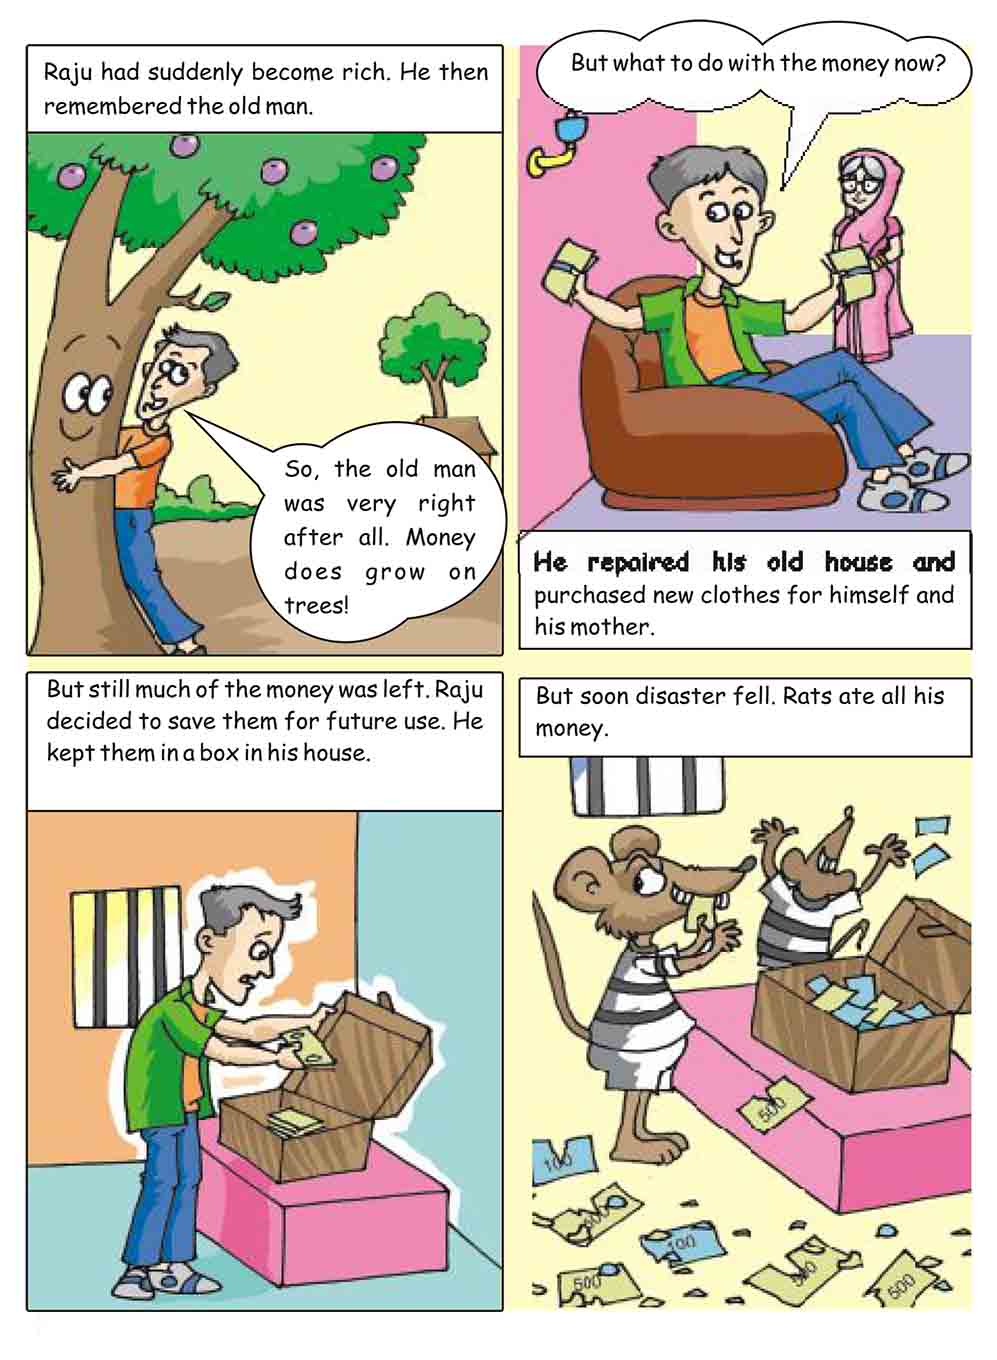 Raju had suddenly become rich. He then
remembered the old man.
So, the old man
was very right
after all. Money
does grow on
trees!
But what to do with the money now?
He repaired his old house and
purchased new clothes for himself and
his mother.
But still much of the money was left. Raju
decided to save them for future use. He
kept them in a box in his house.
But soon disaster fell. Rats ate all his
money.
500
100
500
100
500
500
500